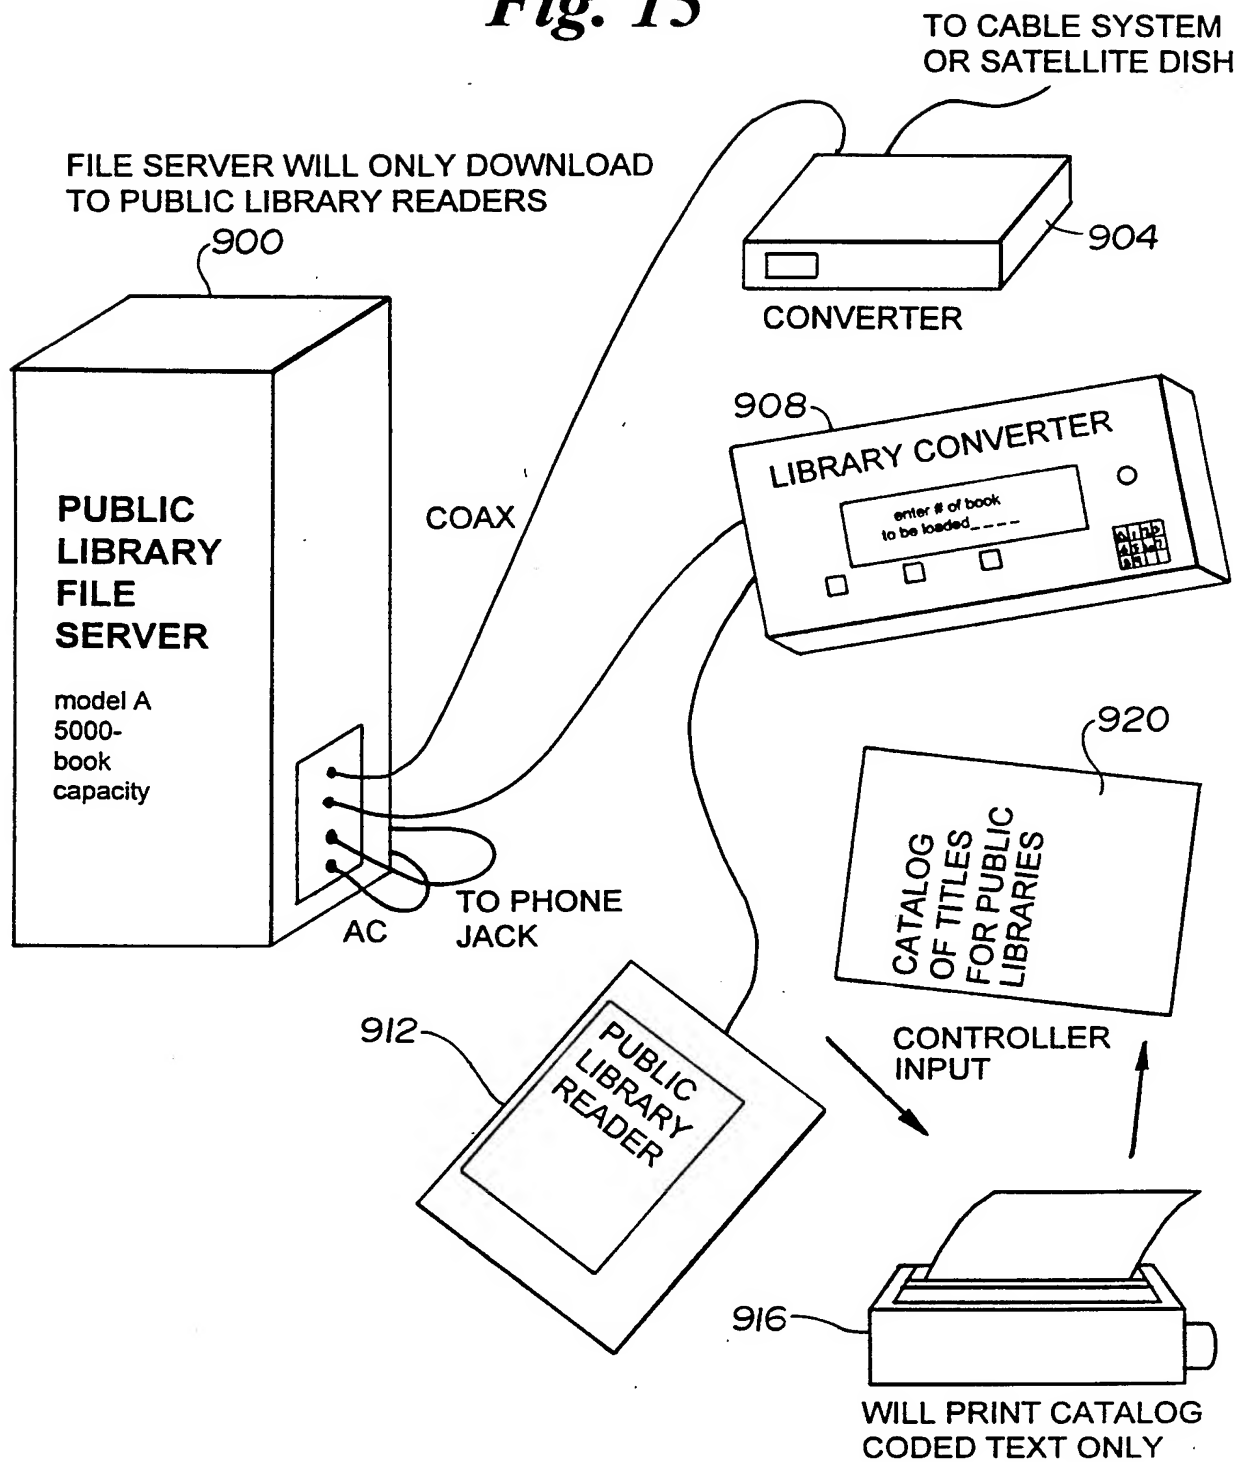 Fig. 15
TO CABLE SYSTEM
OR SATELLITE DISH
FILE SERVER WILL ONLY DOWNLOAD
TO PUBLIC LIBRARY READERS
900
904
CONVERTER
908
LIBRARY CONVERTER
enter # of book
to be loaded____
COAX
PUBLIC
LIBRARY
FILE
SERVER
model A
5000-
book
capacity
AC
TO PHONE
JACK
920
CATALOG
OF TITLES
FOR PUBLIC
LIBRARIES
CONTROLLER
INPUT
912
PUBLIC
LIBRARY
READER
916
WILL PRINT CATALOG
CODED TEXT ONLY